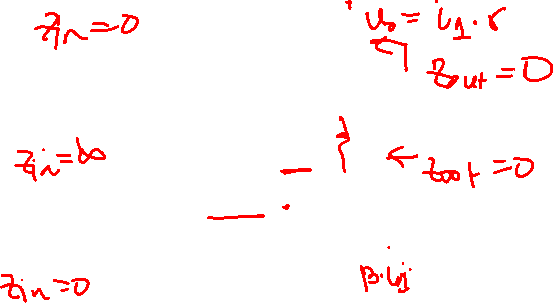 Zin=0
u₀ = i₁·r
Zout=0
Zin=∞
← Zout=0
Zin=0
β·i₁